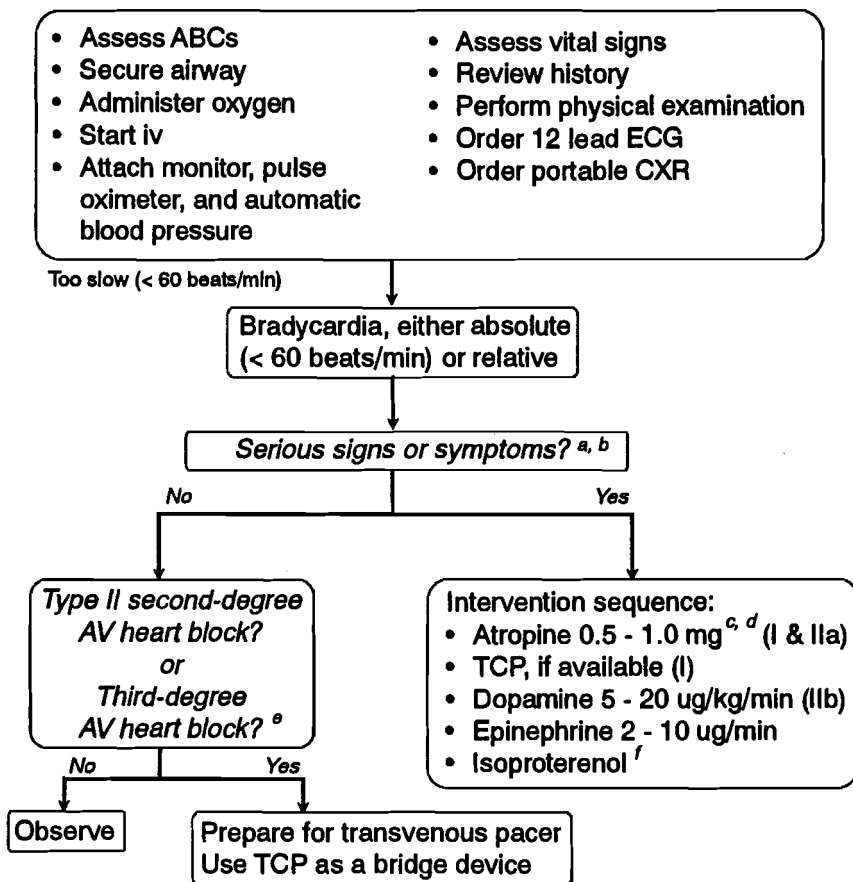 • Assess ABCs
• Secure airway
• Administer oxygen
• Start iv
• Attach monitor, pulse
oximeter, and automatic
blood pressure
• Assess vital signs
• Review history
• Perform physical examination
• Order 12 lead ECG
• Order portable CXR
Too slow (< 60 beats/min)
Bradycardia, either absolute
(< 60 beats/min) or relative
Serious signs or symptoms? a, b
No
Yes
Type II second-degree
AV heart block?
or
Third-degree
AV heart block? e
Intervention sequence:
• Atropine 0.5 - 1.0 mg c, d (I & IIa)
• TCP, if available (I)
• Dopamine 5 - 20 ug/kg/min (IIb)
• Epinephrine 2 - 10 ug/min
• Isoproterenol f
No
Yes
Observe
Prepare for transvenous pacer
Use TCP as a bridge device